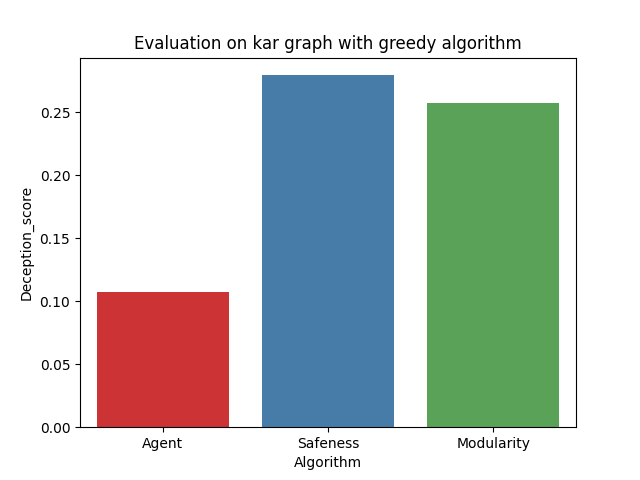 Evaluation on kar graph with greedy algorithm
Deception_score
0.25
0.20
0.15
0.10
0.05
0.00
Agent Safeness Modularity
Algorithm